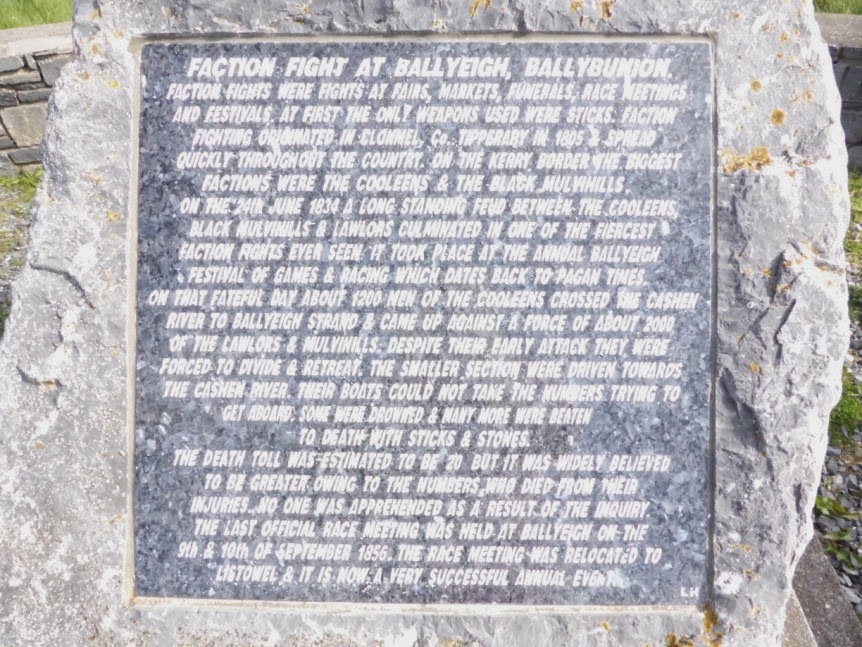 FACTION FIGHT AT BALLYEIGH, BALLYBUNION.
FACTION FIGHTS WERE FIGHTS AT FAIRS, MARKETS, FUNERALS, RACE MEETINGS
AND FESTIVALS. AT FIRST THE ONLY WEAPONS USED WERE STICKS. FACTION
FIGHTING ORIGINATED IN CLONMEL, Co. TIPPERARY IN 1805 & SPREAD
QUICKLY THROUGHOUT THE COUNTRY. ON THE KERRY BORDER THE BIGGEST
FACTIONS WERE THE COOLEENS & THE BLACK MULVIHILLS.
ON THE 24th JUNE 1834 A LONG STANDING FEUD BETWEEN THE COOLEENS,
BLACK MULVIHILLS & LAWLORS CULMINATED IN ONE OF THE FIERCEST
FACTION FIGHTS EVER SEEN. IT TOOK PLACE AT THE ANNUAL BALLYEIGH
FESTIVAL OF GAMES & RACING WHICH DATES BACK TO PAGAN TIMES.
ON THAT FATEFUL DAY ABOUT 1200 MEN OF THE COOLEENS CROSSED THE CASHEN
RIVER TO BALLYEIGH STRAND & CAME UP AGAINST A FORCE OF ABOUT 2000
OF THE LAWLORS & MULVIHILLS. DESPITE THEIR EARLY ATTACK THEY WERE
FORCED TO DIVIDE & RETREAT. THE SMALLER SECTION WERE DRIVEN TOWARDS
THE CASHEN RIVER. THEIR BOATS COULD NOT TAKE THE NUMBERS TRYING TO
GET ABOARD. SOME WERE DROWNED & MANY MORE WERE BEATEN
TO DEATH WITH STICKS & STONES.
THE DEATH TOLL WAS ESTIMATED TO BE 20 BUT IT WAS WIDELY BELIEVED
TO BE GREATER OWING TO THE NUMBERS WHO DIED FROM THEIR
INJURIES. NO ONE WAS APPREHENDED AS A RESULT OF THE INQUIRY.
THE LAST OFFICIAL RACE MEETING WAS HELD AT BALLYEIGH ON THE
9th & 10th OF SEPTEMBER 1856. THE RACE MEETING WAS RELOCATED TO
LISTOWEL & IT IS NOW A VERY SUCCESSFUL ANNUAL EVENT.
LH